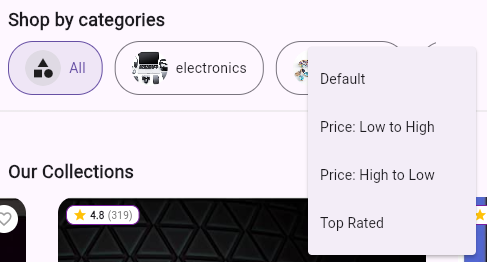 Shop by categories
All
electronics
Default
Price: Low to High
Price: High to Low
Top Rated
Our Collections
4.8 (319)